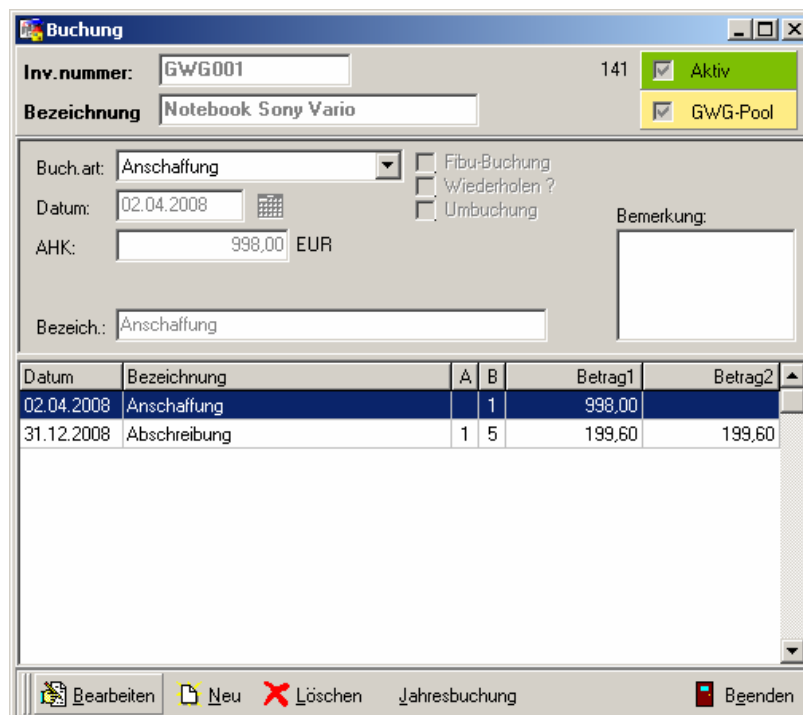 Buchung
Inv.nummer: GWG001 141 Aktiv
Bezeichnung Notebook Sony Vario GWG-Pool
Buch.art: Anschaffung Fibu-Buchung
Wiederholen ?
Datum: 02.04.2008 Umbuchung Bemerkung:
AHK: 998,00 EUR
Bezeich.: Anschaffung
Datum Bezeichnung A B Betrag1 Betrag2
02.04.2008 Anschaffung 1 998,00
31.12.2008 Abschreibung 1 5 199,60 199,60
Bearbeiten Neu Löschen Jahresbuchung Beenden